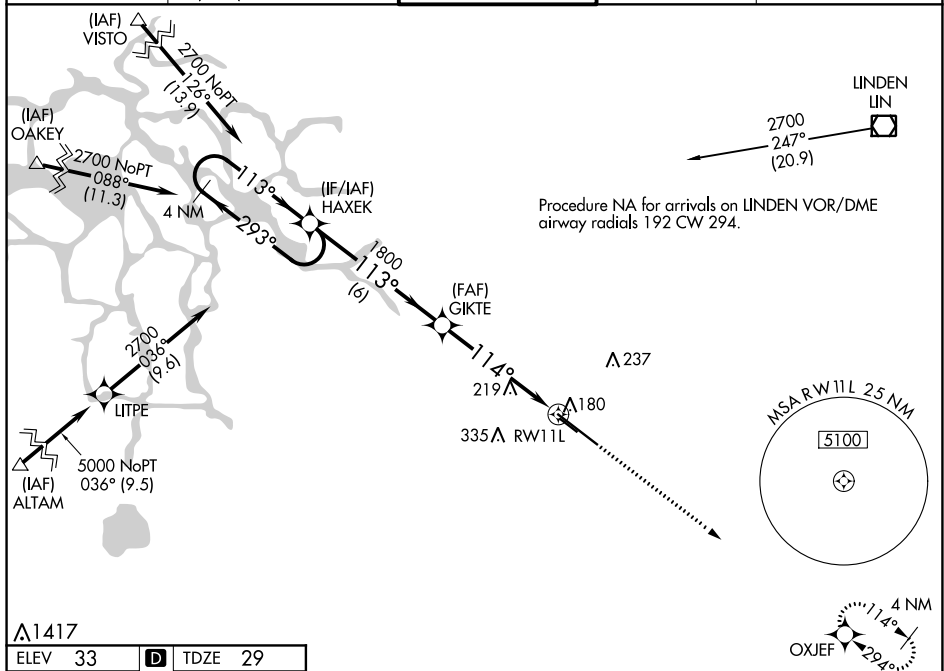 (IAF)
VISTO
2700 NoPT
126°
(13.9)
LINDEN
LIN
2700
247°
(20.9)
(IAF)
OAKEY
2700 NoPT
088°
(11.3)
4 NM
113°
293°
(IF/IAF)
HAXEK
Procedure NA for arrivals on LINDEN VOR/DME
airway radials 192 CW 294.
1800
113°
(6)
(FAF)
GIKTE
2700
036°
(9.6)
LITPE
114°
237
219
180
335
RW11L
MSA RW11L 25 NM
5100
5000 NoPT
036° (9.5)
(IAF)
ALTAM
1417
4 NM
114°
294°
OXJEF
ELEV 33 D TDZE 29